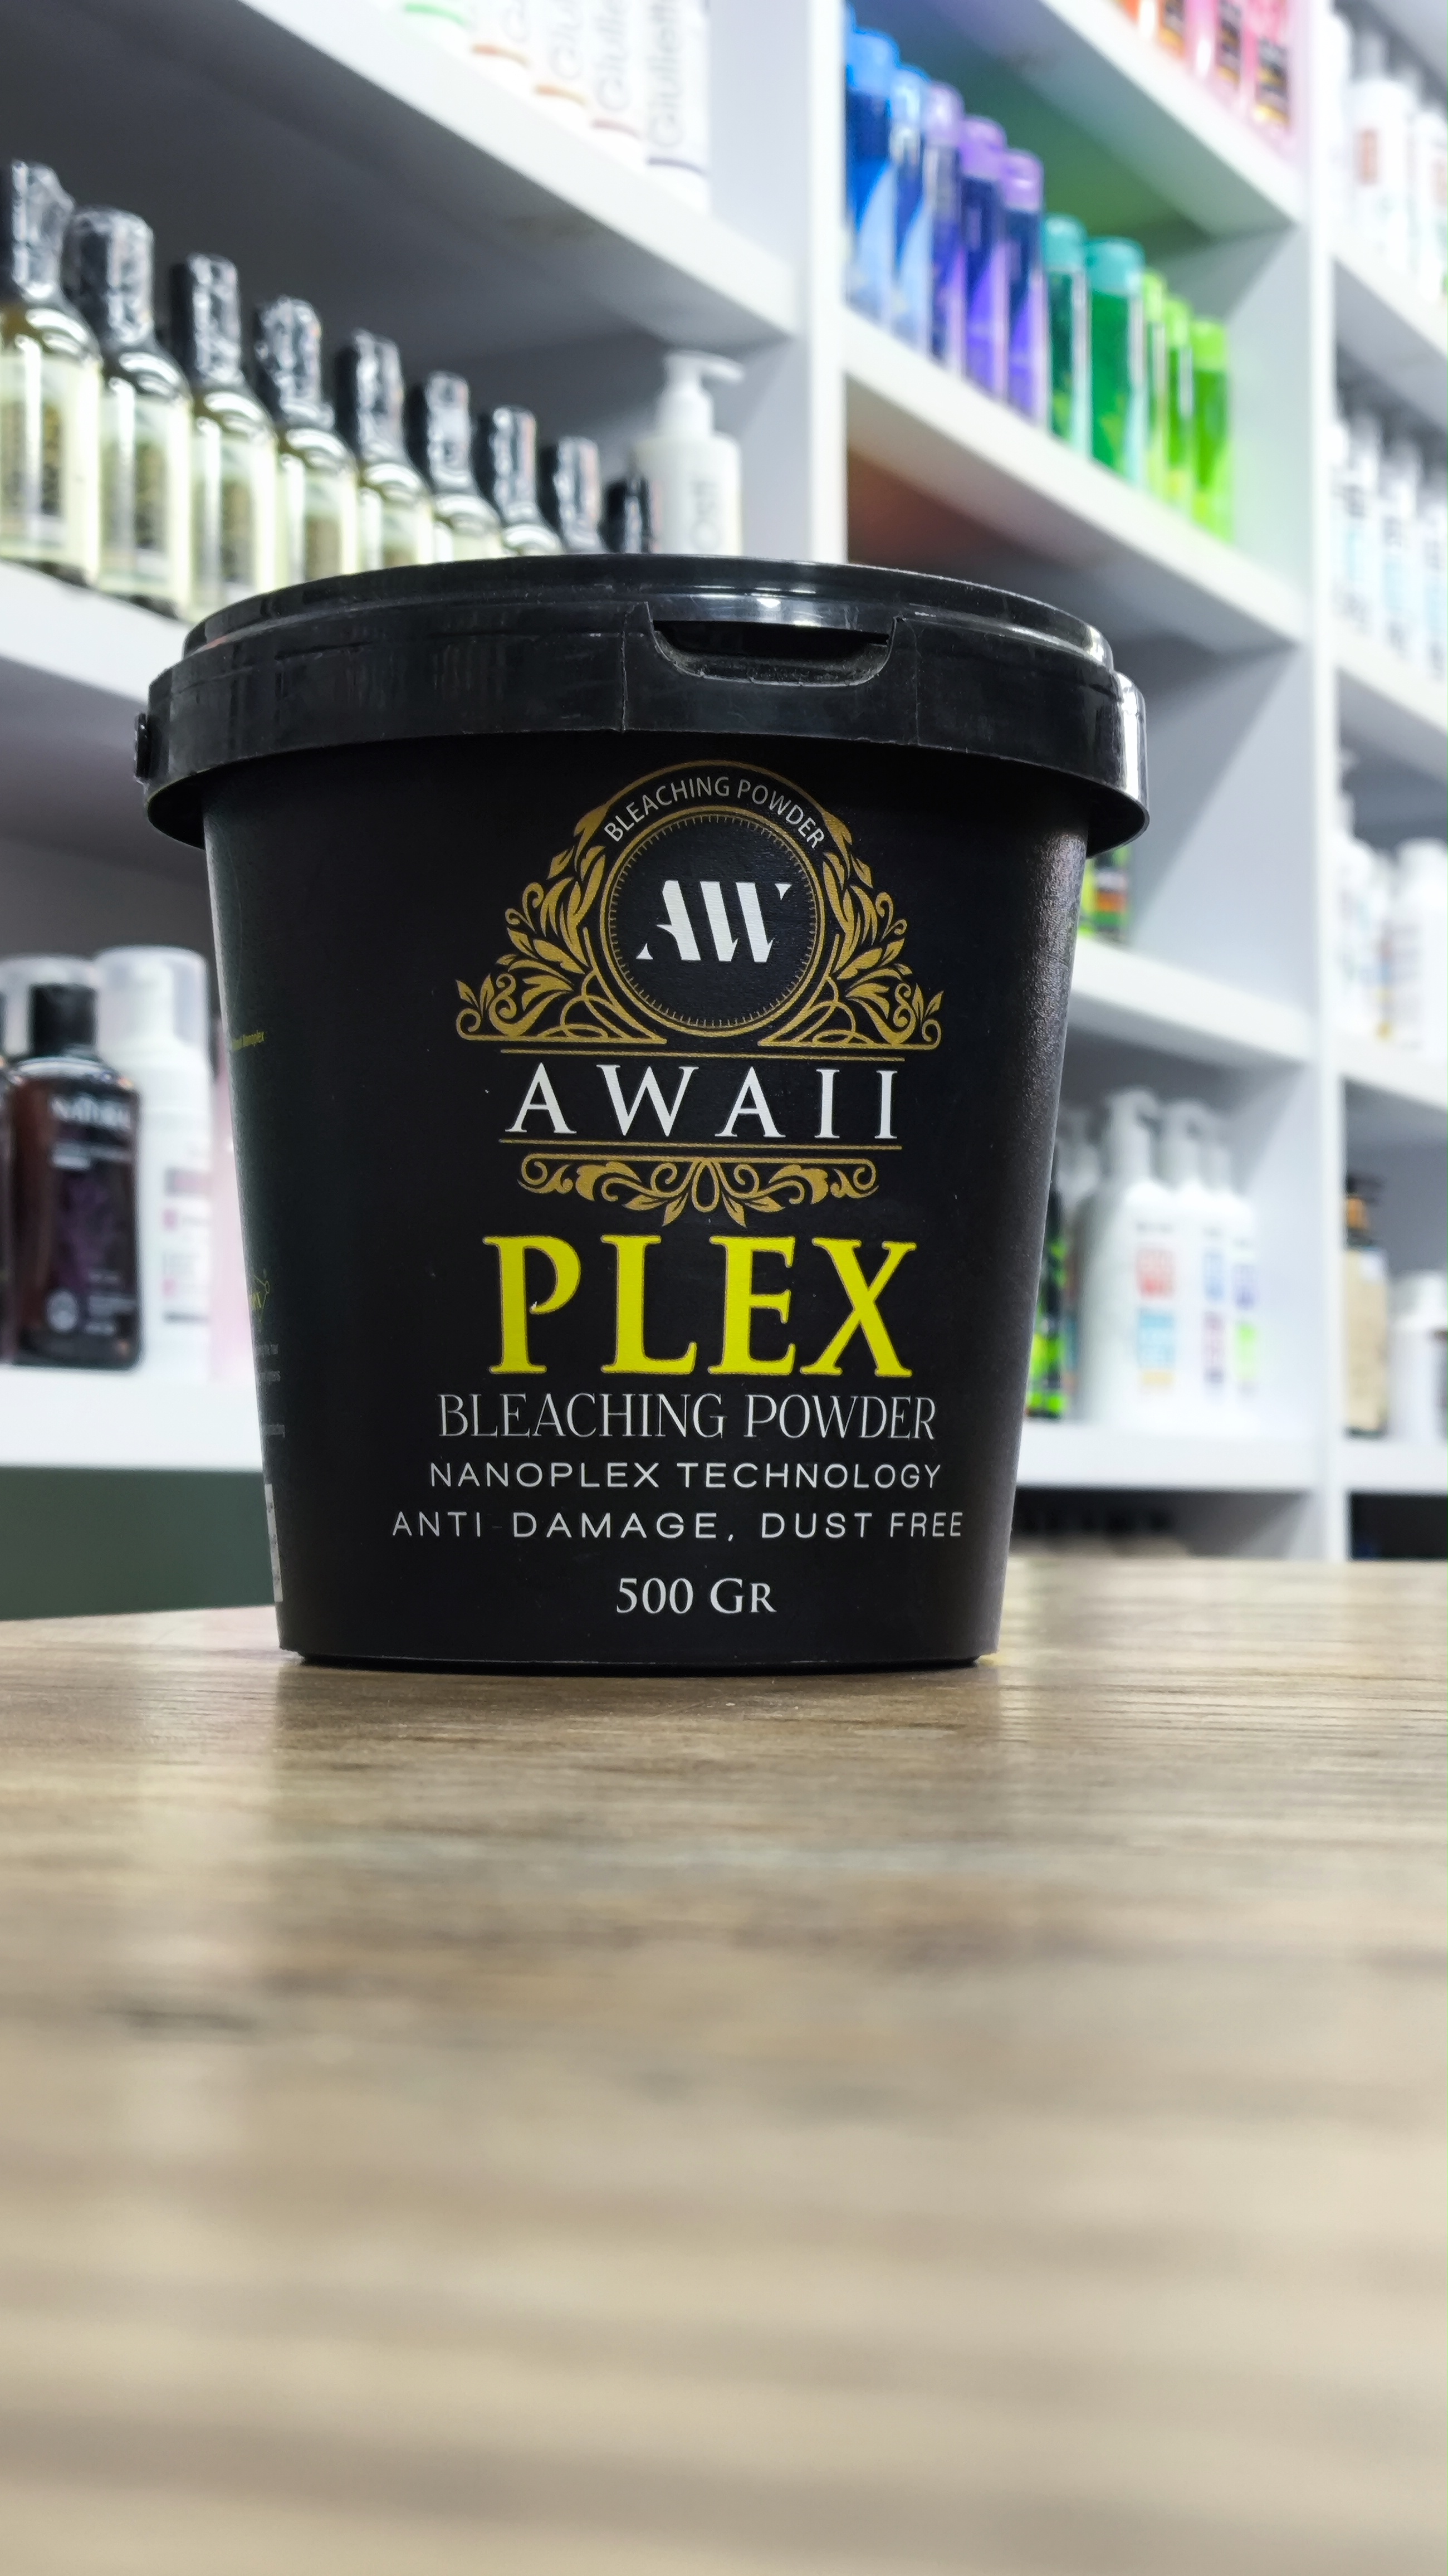 BLEACHING POWDER
AW
AWAII
PLEX
BLEACHING POWDER
NANOPLEX TECHNOLOGY
ANTI-DAMAGE, DUST FREE
500 GR